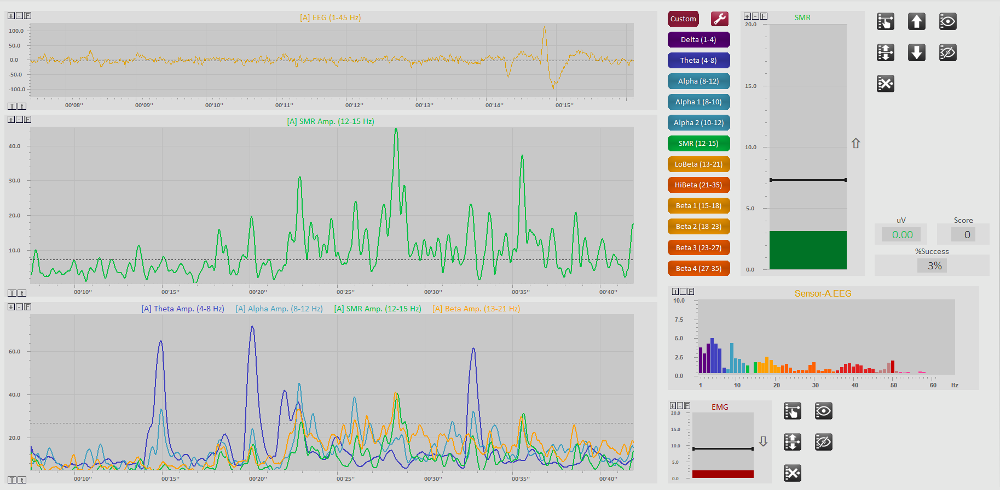 + - F
[A] EEG (1-45 Hz)
100.0
50.0
0.0
-50.0
-100.0
00'08'' 00'09'' 00'10'' 00'11'' 00'12'' 00'13'' 00'14'' 00'15''
T t
+ - F
[A] SMR Amp. (12-15 Hz)
40.0
30.0
20.0
10.0
00'10'' 00'15'' 00'20'' 00'25'' 00'30'' 00'35'' 00'40''
T t
+ - F
[A] Theta Amp. (4-8 Hz) [A] Alpha Amp. (8-12 Hz) [A] SMR Amp. (12-15 Hz) [A] Beta Amp. (13-21 Hz)
60.0
40.0
20.0
00'10'' 00'15'' 00'20'' 00'25'' 00'30'' 00'35'' 00'40''
T t
Custom
Delta (1-4)
Theta (4-8)
Alpha (8-12)
Alpha 1 (8-10)
Alpha 2 (10-12)
SMR (12-15)
LoBeta (13-21)
HiBeta (21-35)
Beta 1 (15-18)
Beta 2 (18-23)
Beta 3 (23-27)
Beta 4 (27-35)
+ - F
SMR
20.0
15.0
10.0
5.0
0.0
uV
0.00
Score
0
%Success
3%
+ - F
Sensor-A:EEG
10.0
7.5
5.0
2.5
0.0
1 10 20 30 40 50 60 Hz
+ - F
EMG
20.0
15.0
10.0
5.0
0.0